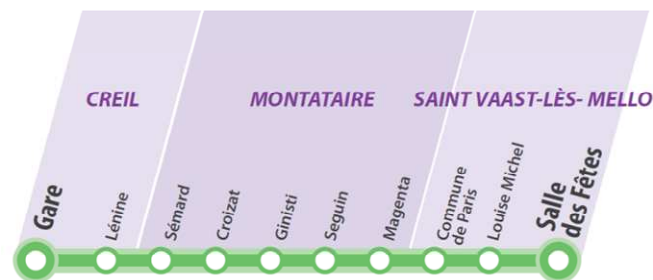 CREIL
MONTATAIRE
SAINT VAAST-LÈS- MELLO
Gare
Lénine
Sémard
Croizat
Ginisti
Seguin
Magenta
Commune
de Paris
Louise Michel
Salle
des Fêtes